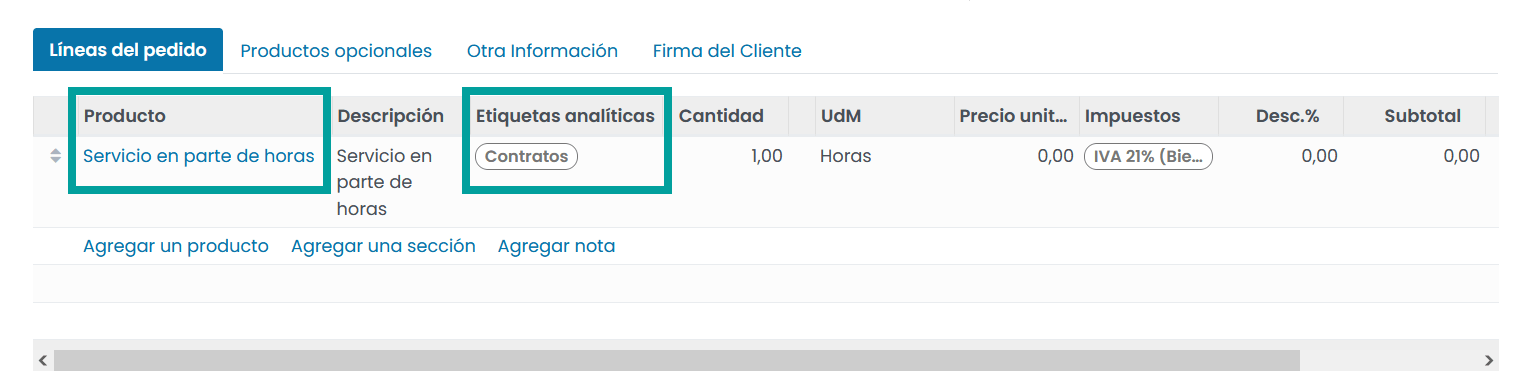 Líneas del pedido Productos opcionales Otra Información Firma del Cliente
Producto Descripción Etiquetas analíticas Cantidad UdM Precio unit... Impuestos Desc.% Subtotal
Servicio en parte de horas Servicio en Contratos 1,00 Horas 0,00 IVA 21% (Bie... 0,00 0,00
parte de
horas
Agregar un producto Agregar una sección Agregar nota